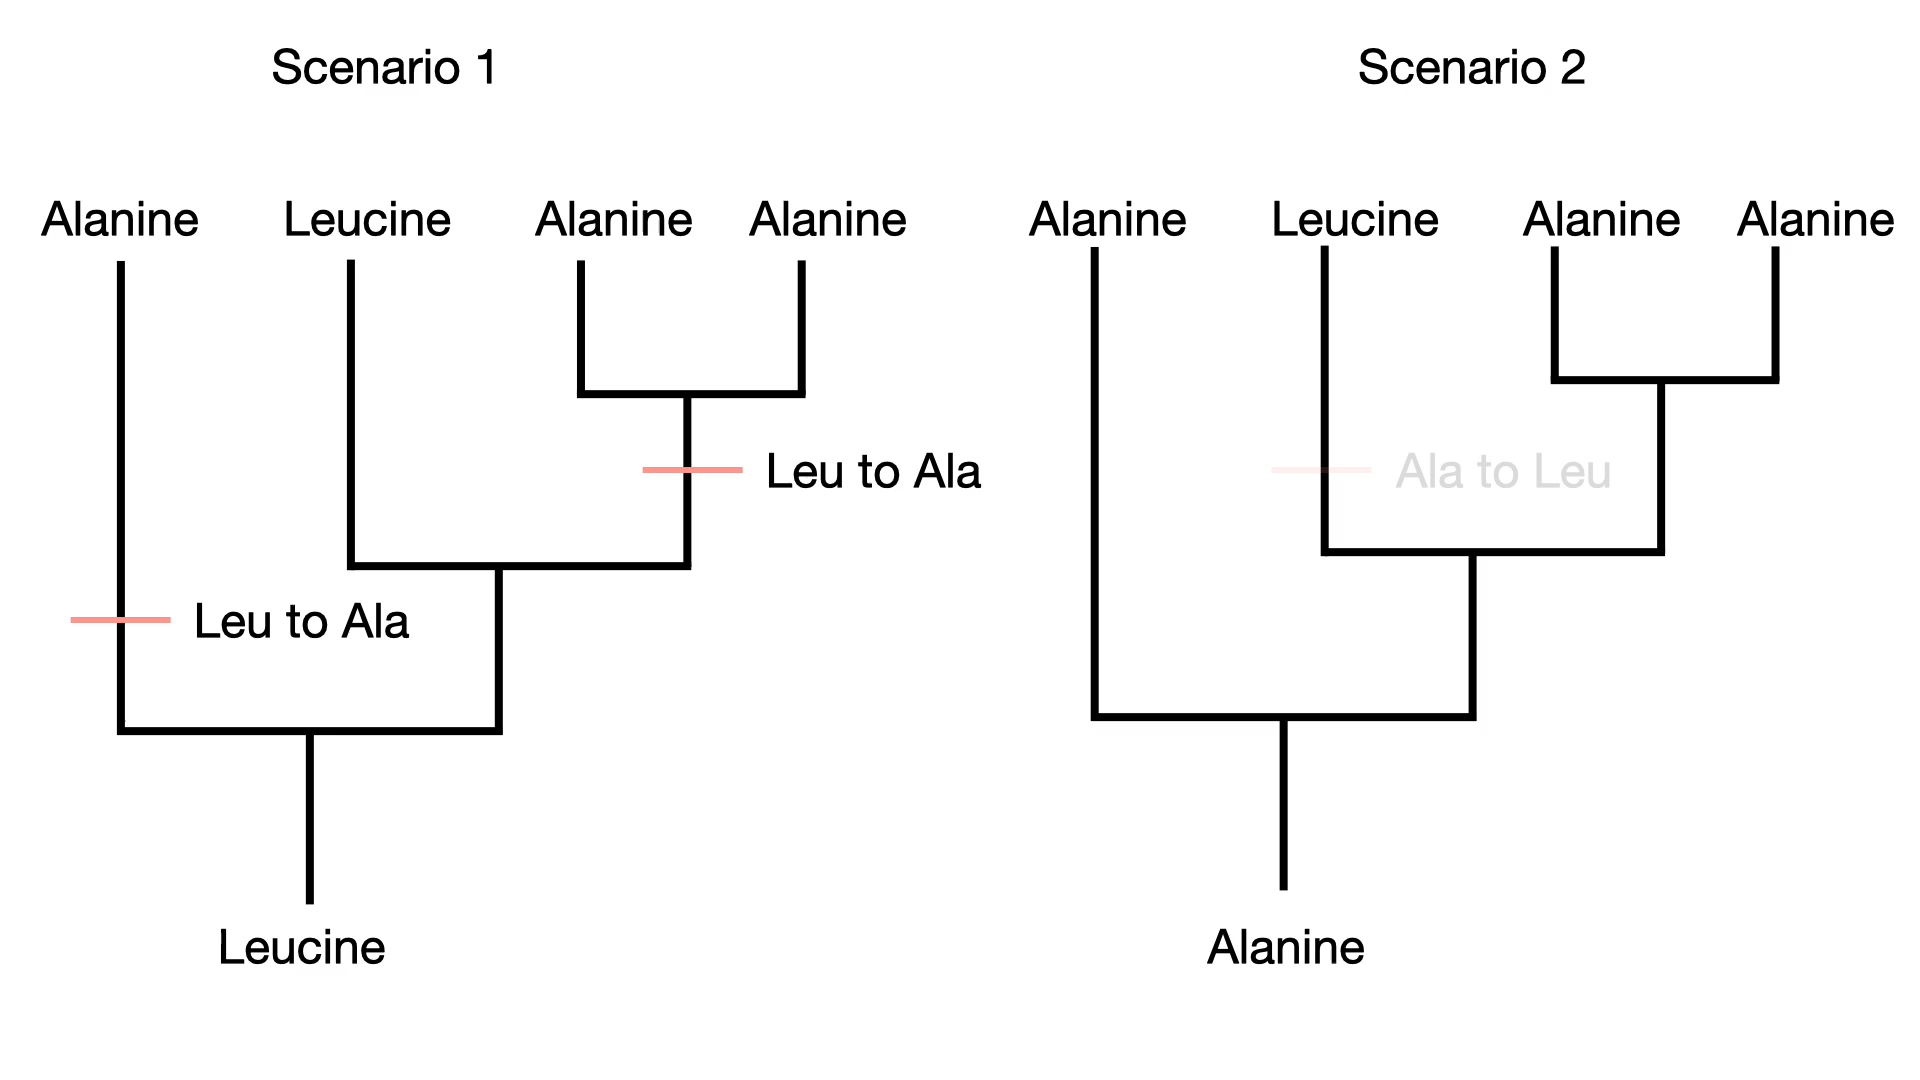 Scenario 1
Alanine Leucine Alanine Alanine
Leu to Ala
Leu to Ala
Leucine
Scenario 2
Alanine Leucine Alanine Alanine
Ala to Leu
Alanine